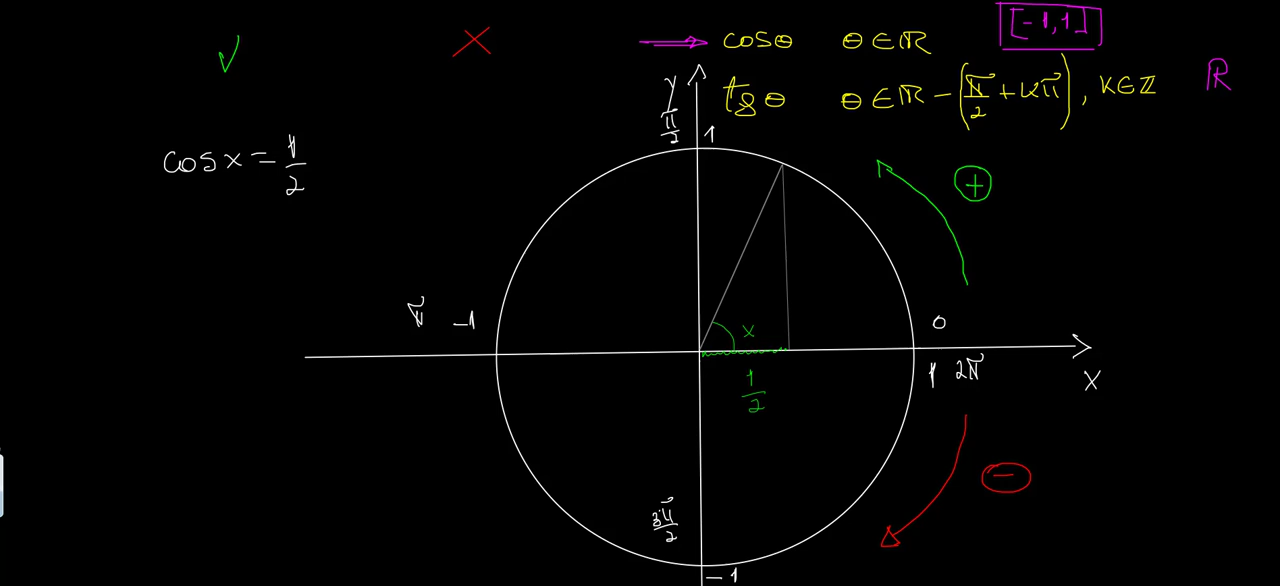 [-1,1]
cosθ θ∈ℝ
tgθ θ∈ℝ-(π/2+kπ), k∈ℤ ℝ
y
π/2 1
cosx=1/2
+
π -1 x 0
1/2 1 2π x
-
3π/2
-1